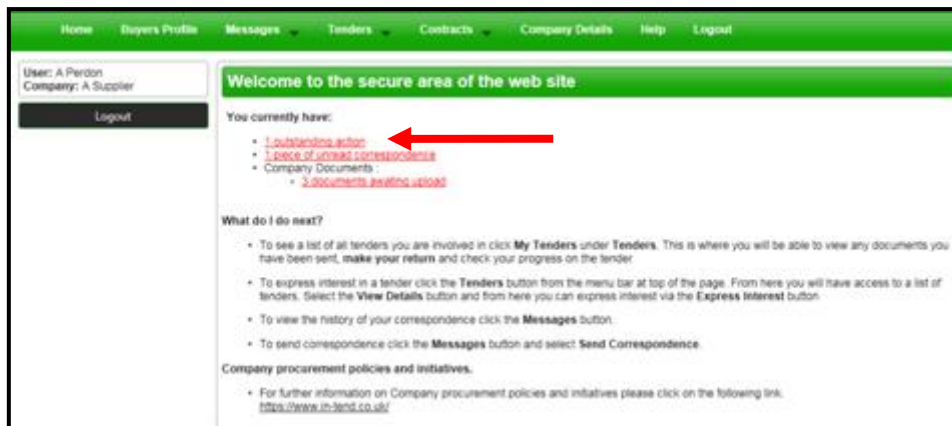 Home Buyers Profile Messages Tenders Contracts Company Details Help Logout
User: A Perdon
Company: A Supplier
Logout
Welcome to the secure area of the web site
You currently have:
• 1 outstanding action
• 1 piece of unread correspondence
• Company Documents :
• 3 documents awaiting upload
What do I do next?
• To see a list of all tenders you are involved in click My Tenders under Tenders. This is where you will be able to view any documents you
have been sent, make your return and check your progress on the tender
• To express interest in a tender click the Tenders button from the menu bar at top of the page. From here you will have access to a list of
tenders. Select the View Details button and from here you can express interest via the Express Interest button
• To view the history of your correspondence click the Messages button.
• To send correspondence click the Messages button and select Send Correspondence.
Company procurement policies and initiatives.
• For further information on Company procurement policies and initiatives please click on the following link.
https://www.in-tend.co.uk/